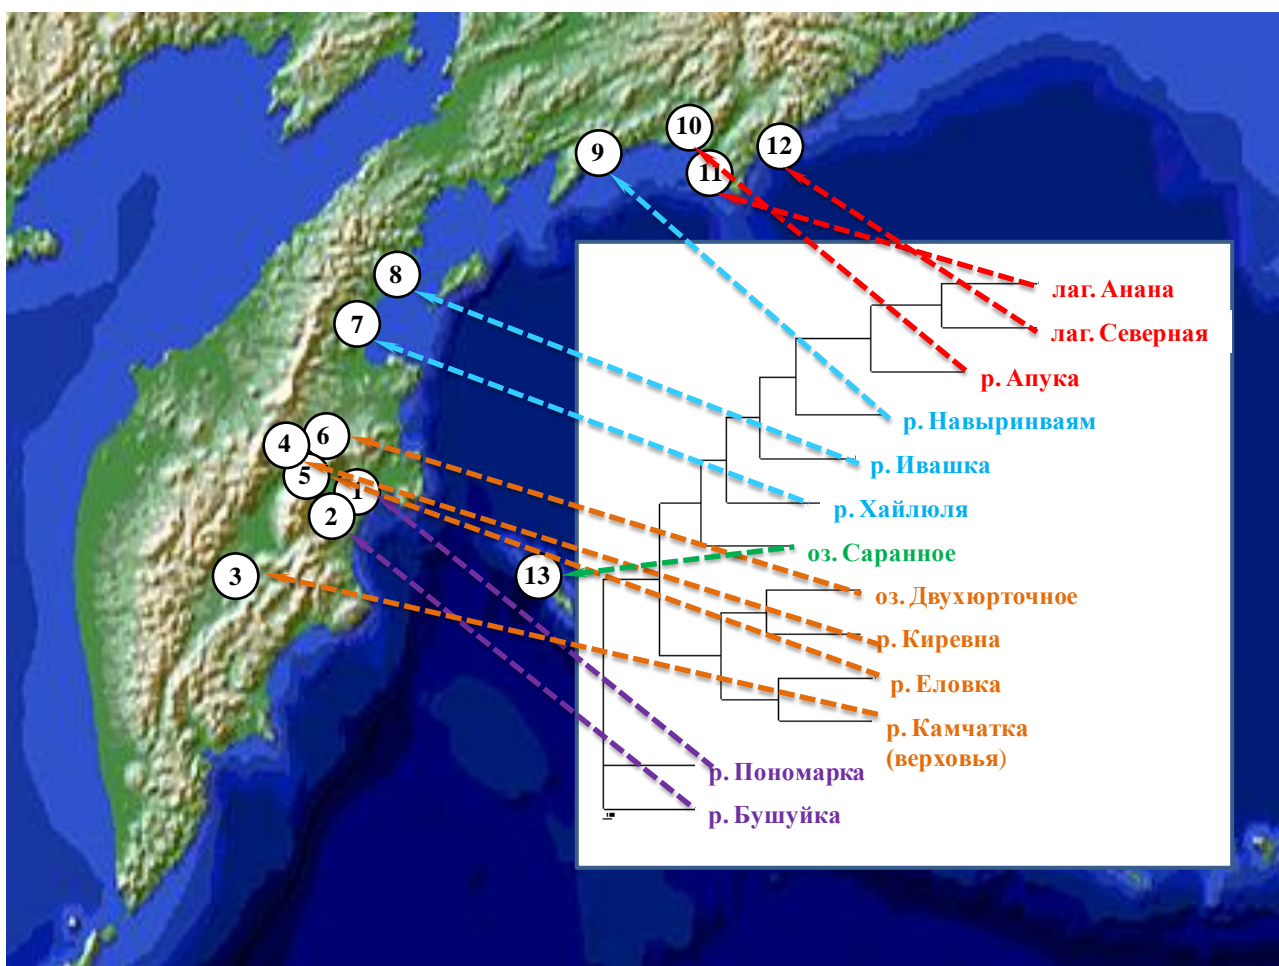 10
12
9
11
8
лаг. Анана
7
лаг. Северная
р. Апука
р. Навыринваям
4
6
р. Ивашка
5
1
2
р. Хайлюля
3
13
оз. Саранное
оз. Двухюрточное
р. Киревна
р. Еловка
р. Камчатка
(верховья)
р. Пономарка
р. Бушуйка